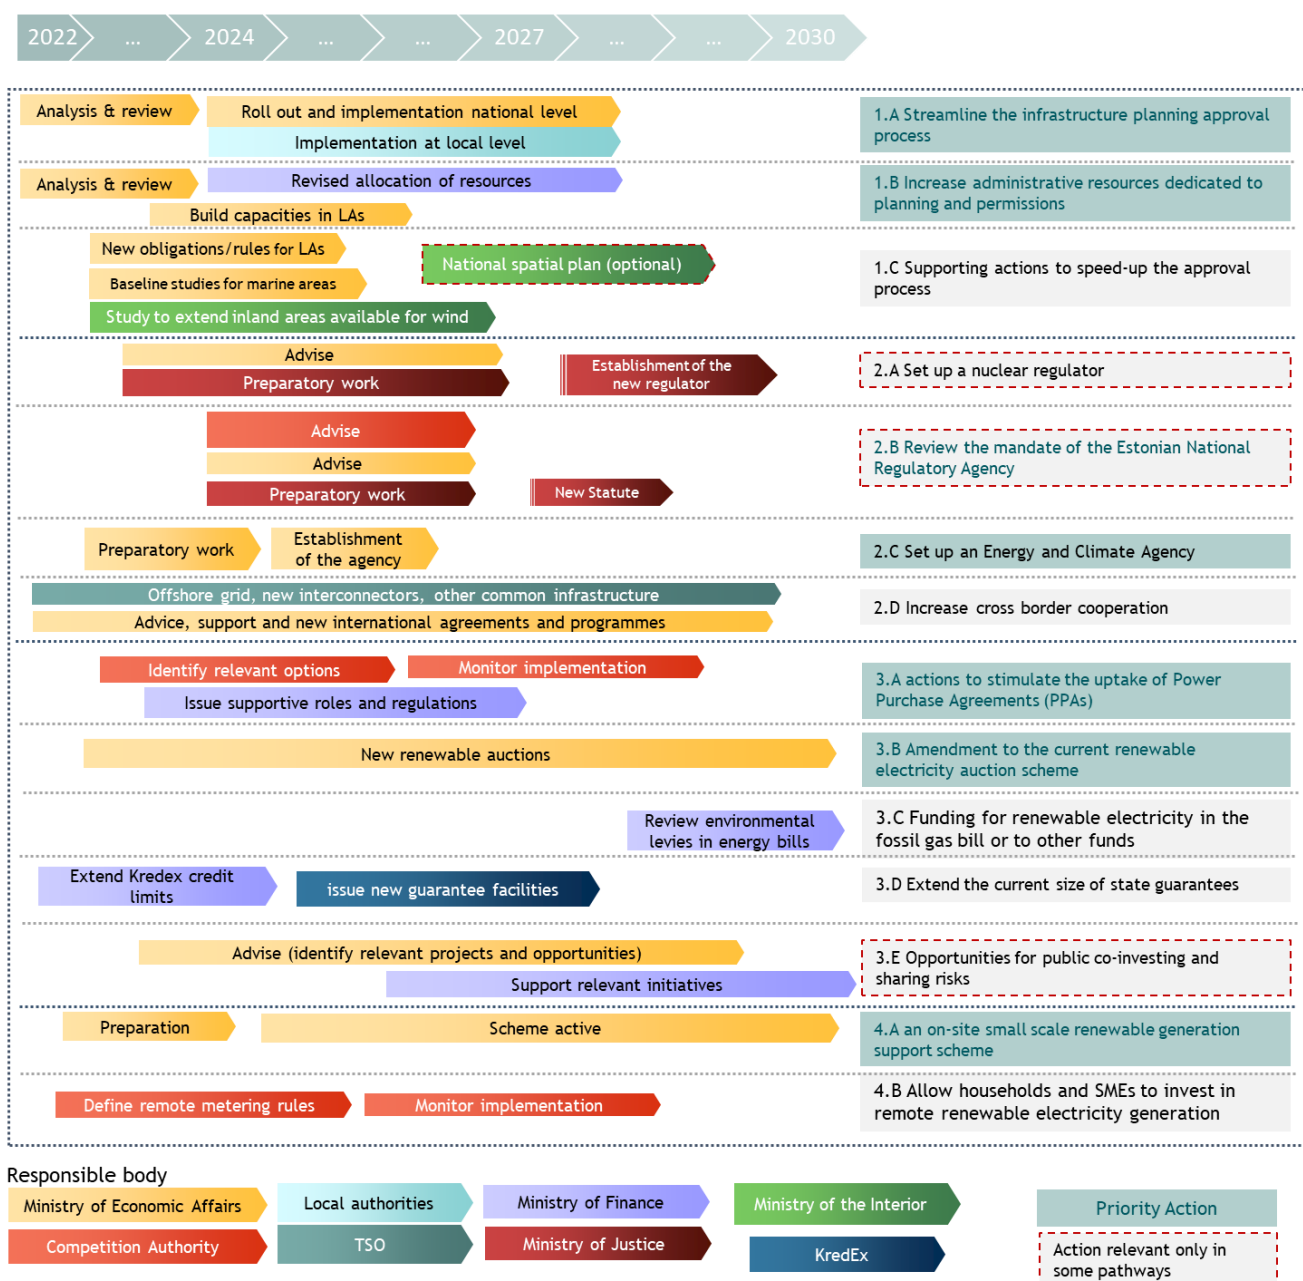 2022 ... 2024 ... ... 2027 ... ... 2030
Analysis & review
Roll out and implementation national level
Implementation at local level
1.A Streamline the infrastructure planning approval
process
Analysis & review
Revised allocation of resources
Build capacities in LAs
1.B Increase administrative resources dedicated to
planning and permissions
New obligations/rules for LAs
National spatial plan (optional)
Baseline studies for marine areas
Study to extend inland areas available for wind
1.C Supporting actions to speed-up the approval
process
Advise
Preparatory work
Establishment of the
new regulator
2.A Set up a nuclear regulator
Advise
Advise
Preparatory work
New Statute
2.B Review the mandate of the Estonian National
Regulatory Agency
Preparatory work
Establishment
of the agency
2.C Set up an Energy and Climate Agency
Offshore grid, new interconnectors, other common infrastructure
Advice, support and new international agreements and programmes
2.D Increase cross border cooperation
Identify relevant options
Monitor implementation
Issue supportive roles and regulations
3.A actions to stimulate the uptake of Power
Purchase Agreements (PPAs)
New renewable auctions
3.B Amendment to the current renewable
electricity auction scheme
Review environmental
levies in energy bills
3.C Funding for renewable electricity in the
fossil gas bill or to other funds
Extend Kredex credit
limits
issue new guarantee facilities
3.D Extend the current size of state guarantees
Advise (identify relevant projects and opportunities)
Support relevant initiatives
3.E Opportunities for public co-investing and
sharing risks
Preparation
Scheme active
4.A an on-site small scale renewable generation
support scheme
Define remote metering rules
Monitor implementation
4.B Allow households and SMEs to invest in
remote renewable electricity generation
Responsible body
Ministry of Economic Affairs
Local authorities
Ministry of Finance
Ministry of the Interior
Priority Action
Competition Authority
TSO
Ministry of Justice
KredEx
Action relevant only in
some pathways